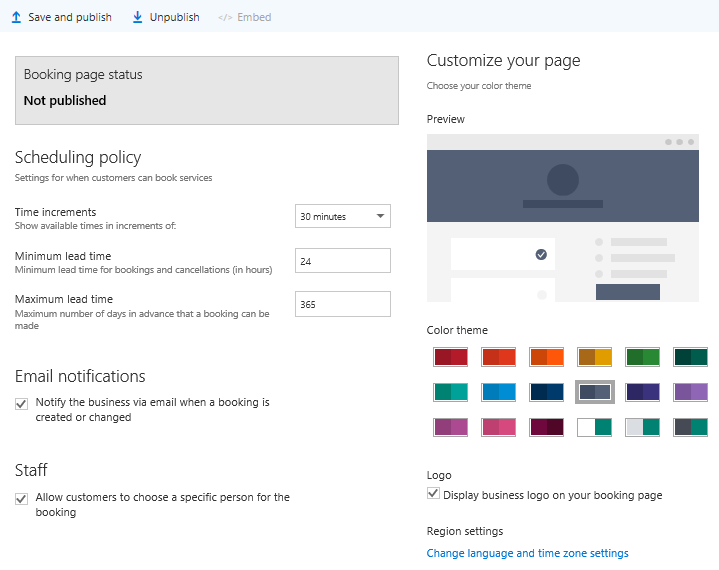 Save and publish
Unpublish
</> Embed
Booking page status
Not published
Scheduling policy
Settings for when customers can book services
Time increments
Show available times in increments of:
30 minutes
Minimum lead time
Minimum lead time for bookings and cancellations (in hours)
24
Maximum lead time
Maximum number of days in advance that a booking can be
made
365
Email notifications
Notify the business via email when a booking is
created or changed
Staff
Allow customers to choose a specific person for the
booking
Customize your page
Choose your color theme
Preview
Color theme
Logo
Display business logo on your booking page
Region settings
Change language and time zone settings